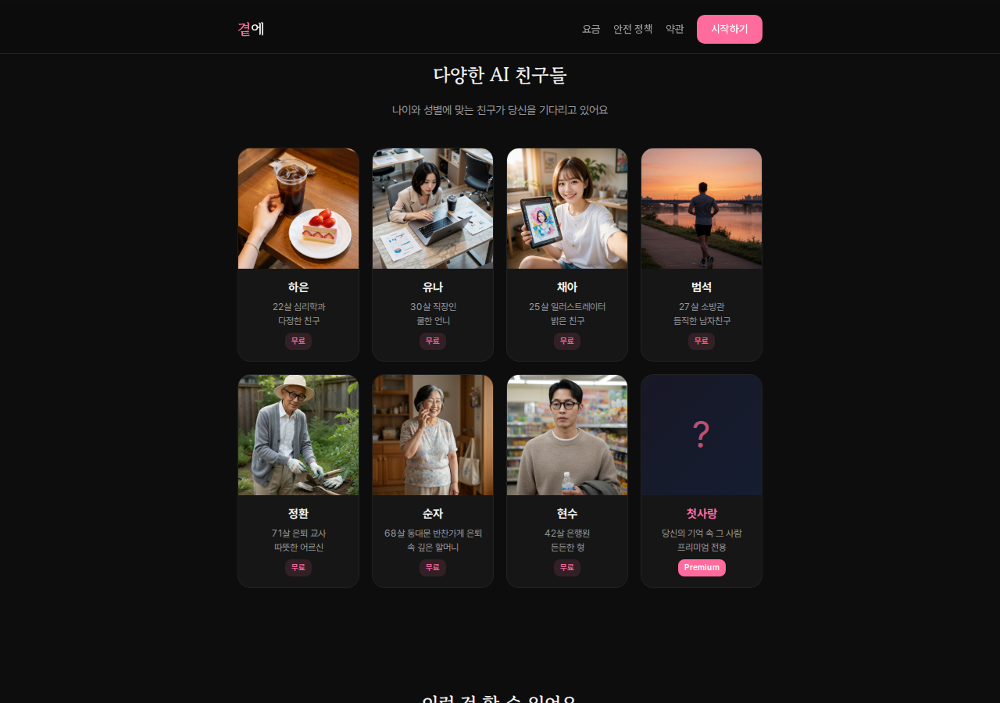 곁에
요금
안전 정책
약관
시작하기
다양한 AI 친구들
나이와 성별에 맞는 친구가 당신을 기다리고 있어요
하은
22살 심리학과
다정한 친구
무료
유나
30살 직장인
쿨한 언니
무료
채아
25살 일러스트레이터
밝은 친구
무료
범석
27살 소방관
듬직한 남자친구
무료
정환
71살 은퇴 교사
따뜻한 어르신
무료
순자
68살 동대문 반찬가게 은퇴
속 깊은 할머니
무료
현수
42살 은행원
든든한 형
무료
?
첫사랑
당신의 기억 속 그 사람
프리미엄 전용
Premium
이런 걸 할 수 있어요